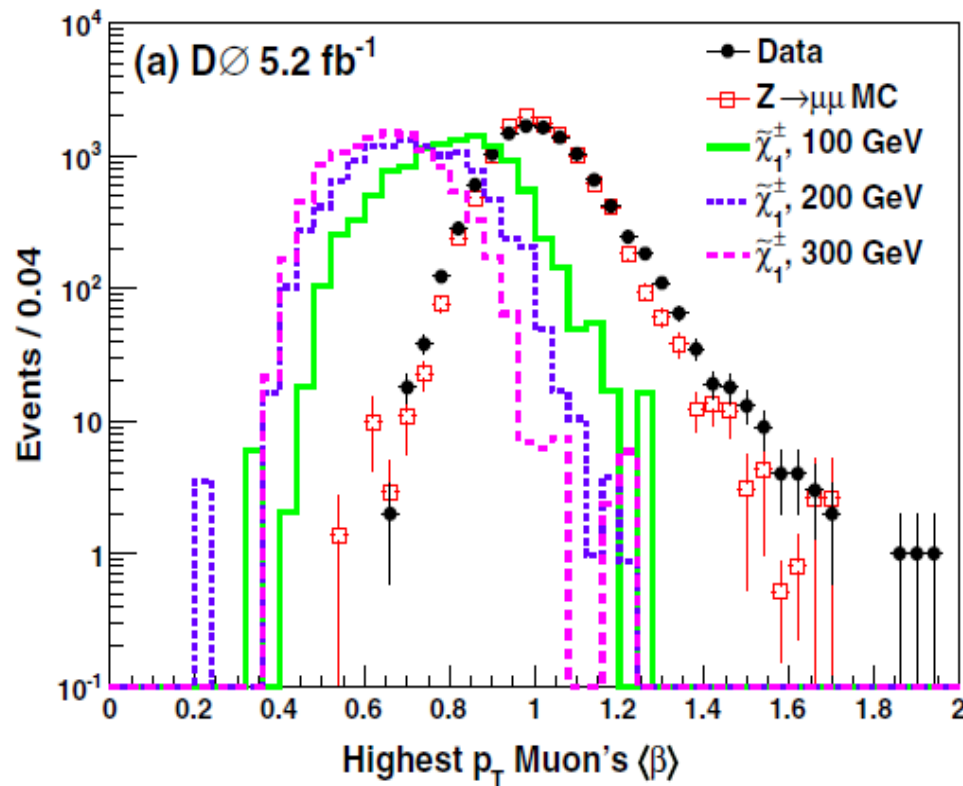 (a) DØ 5.2 fb⁻¹
Data
Z→μμ MC
χ̃₁±, 100 GeV
χ̃₁±, 200 GeV
χ̃₁±, 300 GeV
Events / 0.04
10⁴
10³
10²
10
1
10⁻¹
0 0.2 0.4 0.6 0.8 1 1.2 1.4 1.6 1.8 2
Highest p_T Muon's ⟨β⟩